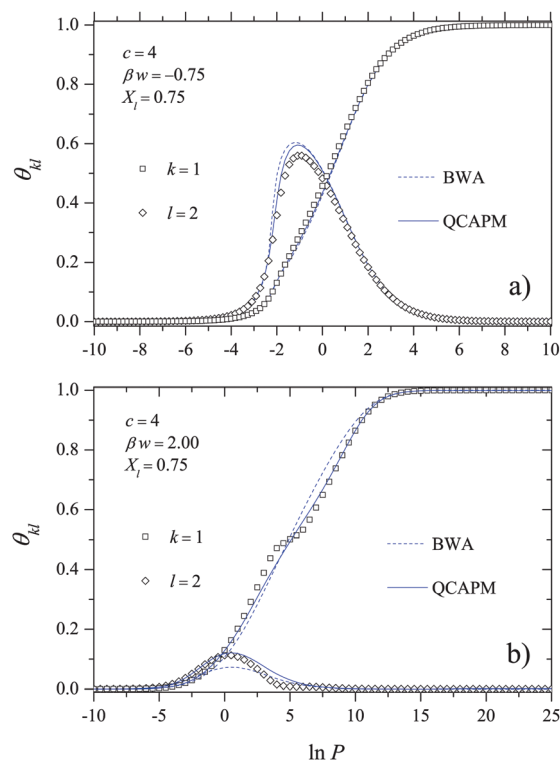 c = 4
βw = −0.75
X_l = 0.75
k = 1
l = 2
BWA
QCAPM
a)
θ_kl
1.0
0.8
0.6
0.4
0.2
0.0
-10 -8 -6 -4 -2 0 2 4 6 8 10
c = 4
βw = 2.00
X_l = 0.75
k = 1
l = 2
BWA
QCAPM
b)
θ_kl
1.0
0.8
0.6
0.4
0.2
0.0
-10 -5 0 5 10 15 20 25
ln P